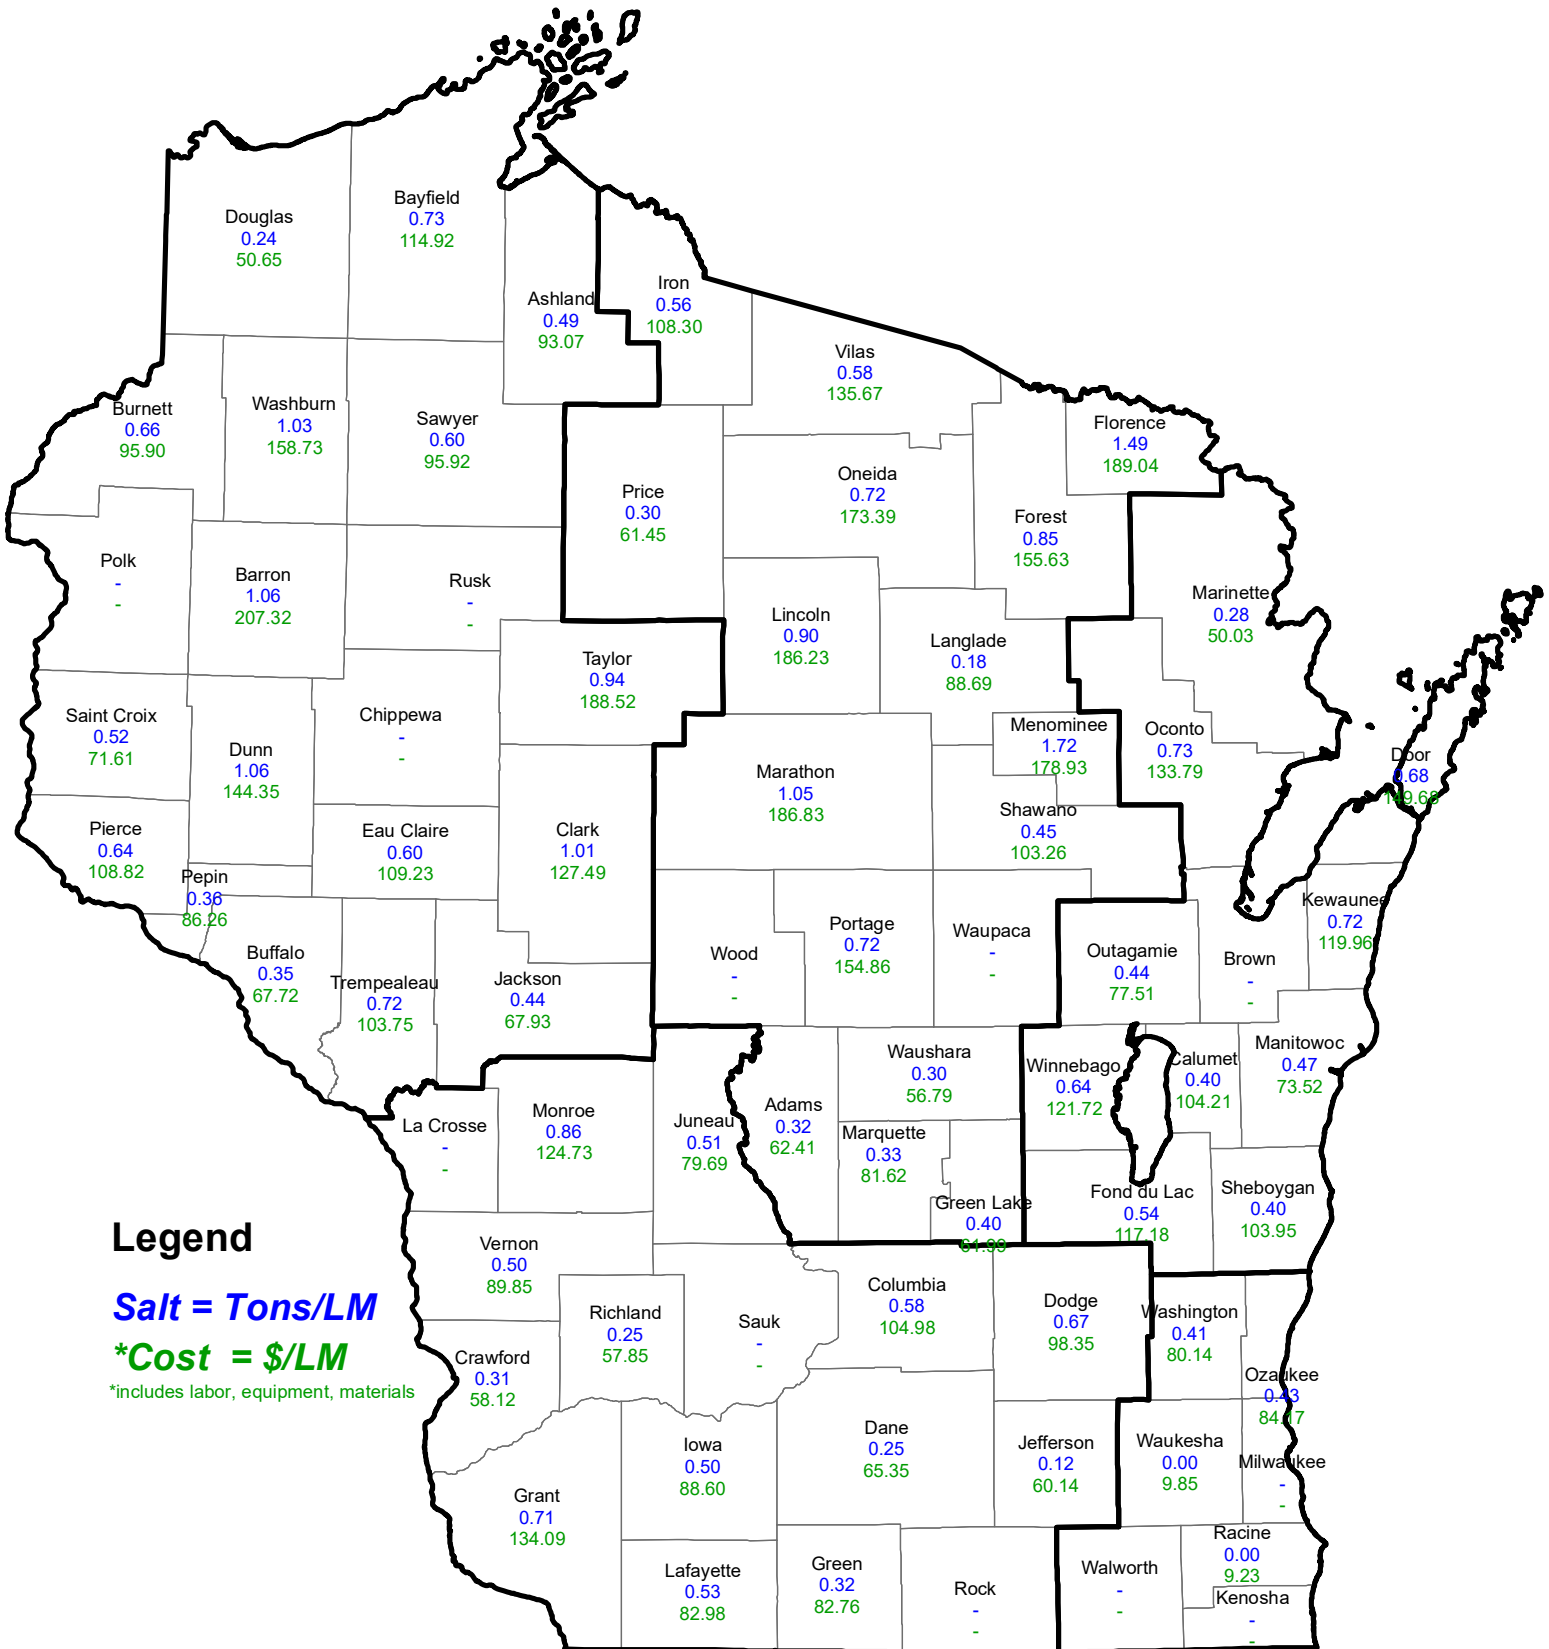 Bayfield
0.73
114.92
Douglas
0.24
50.65
Ashland
0.49
93.07
Iron
0.56
108.30
Vilas
0.58
135.67
Burnett
0.66
95.90
Washburn
1.03
158.73
Sawyer
0.60
95.92
Florence
1.49
189.04
Price
0.30
61.45
Oneida
0.72
173.39
Forest
0.85
155.63
Polk
-
-
Barron
1.06
207.32
Rusk
-
-
Marinette
0.28
50.03
Lincoln
0.90
186.23
Langlade
0.18
88.69
Taylor
0.94
188.52
Saint Croix
0.52
71.61
Chippewa
-
-
Dunn
1.06
144.35
Menominee
1.72
178.93
Oconto
0.73
133.79
Door
0.68
149.68
Marathon
1.05
186.83
Shawano
0.45
103.26
Pierce
0.64
108.82
Eau Claire
0.60
109.23
Clark
1.01
127.49
Pepin
0.36
86.26
Kewaunee
0.72
119.96
Buffalo
0.35
67.72
Trempealeau
0.72
103.75
Jackson
0.44
67.93
Wood
-
-
Portage
0.72
154.86
Waupaca
-
-
Outagamie
0.44
77.51
Brown
-
-
Waushara
0.30
56.79
Winnebago
0.64
121.72
Calumet
0.40
104.21
Manitowoc
0.47
73.52
La Crosse
-
-
Monroe
0.86
124.73
Juneau
0.51
79.69
Adams
0.32
62.41
Marquette
0.33
81.62
Green Lake
0.40
61.99
Fond du Lac
0.54
117.18
Sheboygan
0.40
103.95
Legend
Salt = Tons/LM
*Cost = $/LM
*includes labor, equipment, materials
Vernon
0.50
89.85
Richland
0.25
57.85
Sauk
-
-
Columbia
0.58
104.98
Dodge
0.67
98.35
Washington
0.41
80.14
Crawford
0.31
58.12
Ozaukee
0.43
84.17
Iowa
0.50
88.60
Dane
0.25
65.35
Jefferson
0.12
60.14
Waukesha
0.00
9.85
Milwaukee
-
-
Grant
0.71
134.09
Lafayette
0.53
82.98
Green
0.32
82.76
Rock
-
-
Walworth
-
-
Racine
0.00
9.23
Kenosha
-
-